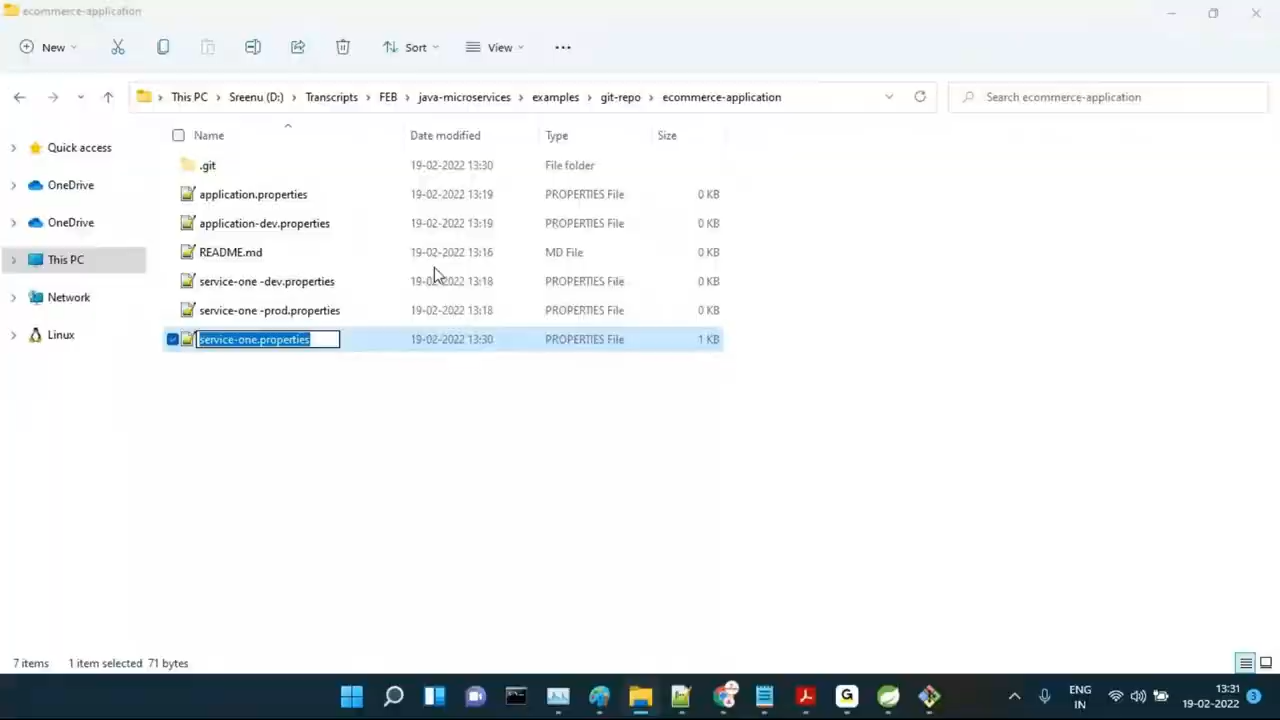 ecommerce-application
New Sort View
This PC Sreenu (D:) Transcripts FEB java-microservices examples git-repo ecommerce-application Search ecommerce-application
Name Date modified Type Size
Quick access
OneDrive
OneDrive
This PC
Network
Linux
.git 19-02-2022 13:30 File folder
application.properties 19-02-2022 13:19 PROPERTIES File 0 KB
application-dev.properties 19-02-2022 13:19 PROPERTIES File 0 KB
README.md 19-02-2022 13:16 MD File 0 KB
service-one -dev.properties 19-02-2022 13:18 PROPERTIES File 0 KB
service-one -prod.properties 19-02-2022 13:18 PROPERTIES File 0 KB
service-one.properties 19-02-2022 13:30 PROPERTIES File 1 KB
7 items 1 item selected 71 bytes
ENG
IN
13:31
19-02-2022
3